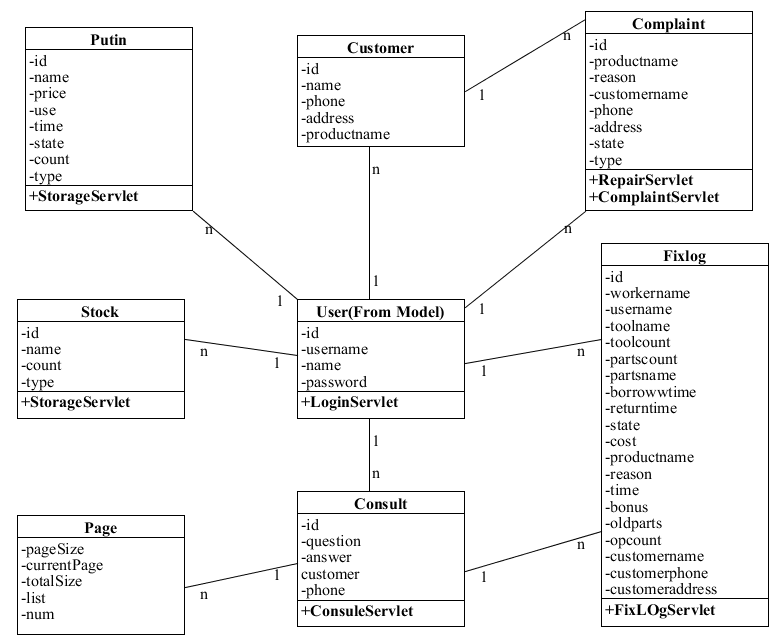 Putin
-id
-name
-price
-use
-time
-state
-count
-type
+StorageServlet
Customer
-id
-name
-phone
-address
-productname
Complaint
-id
-productname
-reason
-customername
-phone
-address
-state
-type
+RepairServlet
+ComplaintServlet
n
1
n
1
n
1
n
1
Stock
-id
-name
-count
-type
+StorageServlet
n
1
User(From Model)
-id
-username
-name
-password
+LoginServlet
1
n
1
n
Fixlog
-id
-workername
-username
-toolname
-toolcount
-partscount
-partsname
-borrowwtime
-returntime
-state
-cost
-productname
-reason
-time
-bonus
-oldparts
-opcount
-customername
-customerphone
-customeraddress
+FixLOgServlet
Page
-pageSize
-currentPage
-totalSize
-list
-num
n
1
Consult
-id
-question
-answer
customer
-phone
+ConsuleServlet
1
n